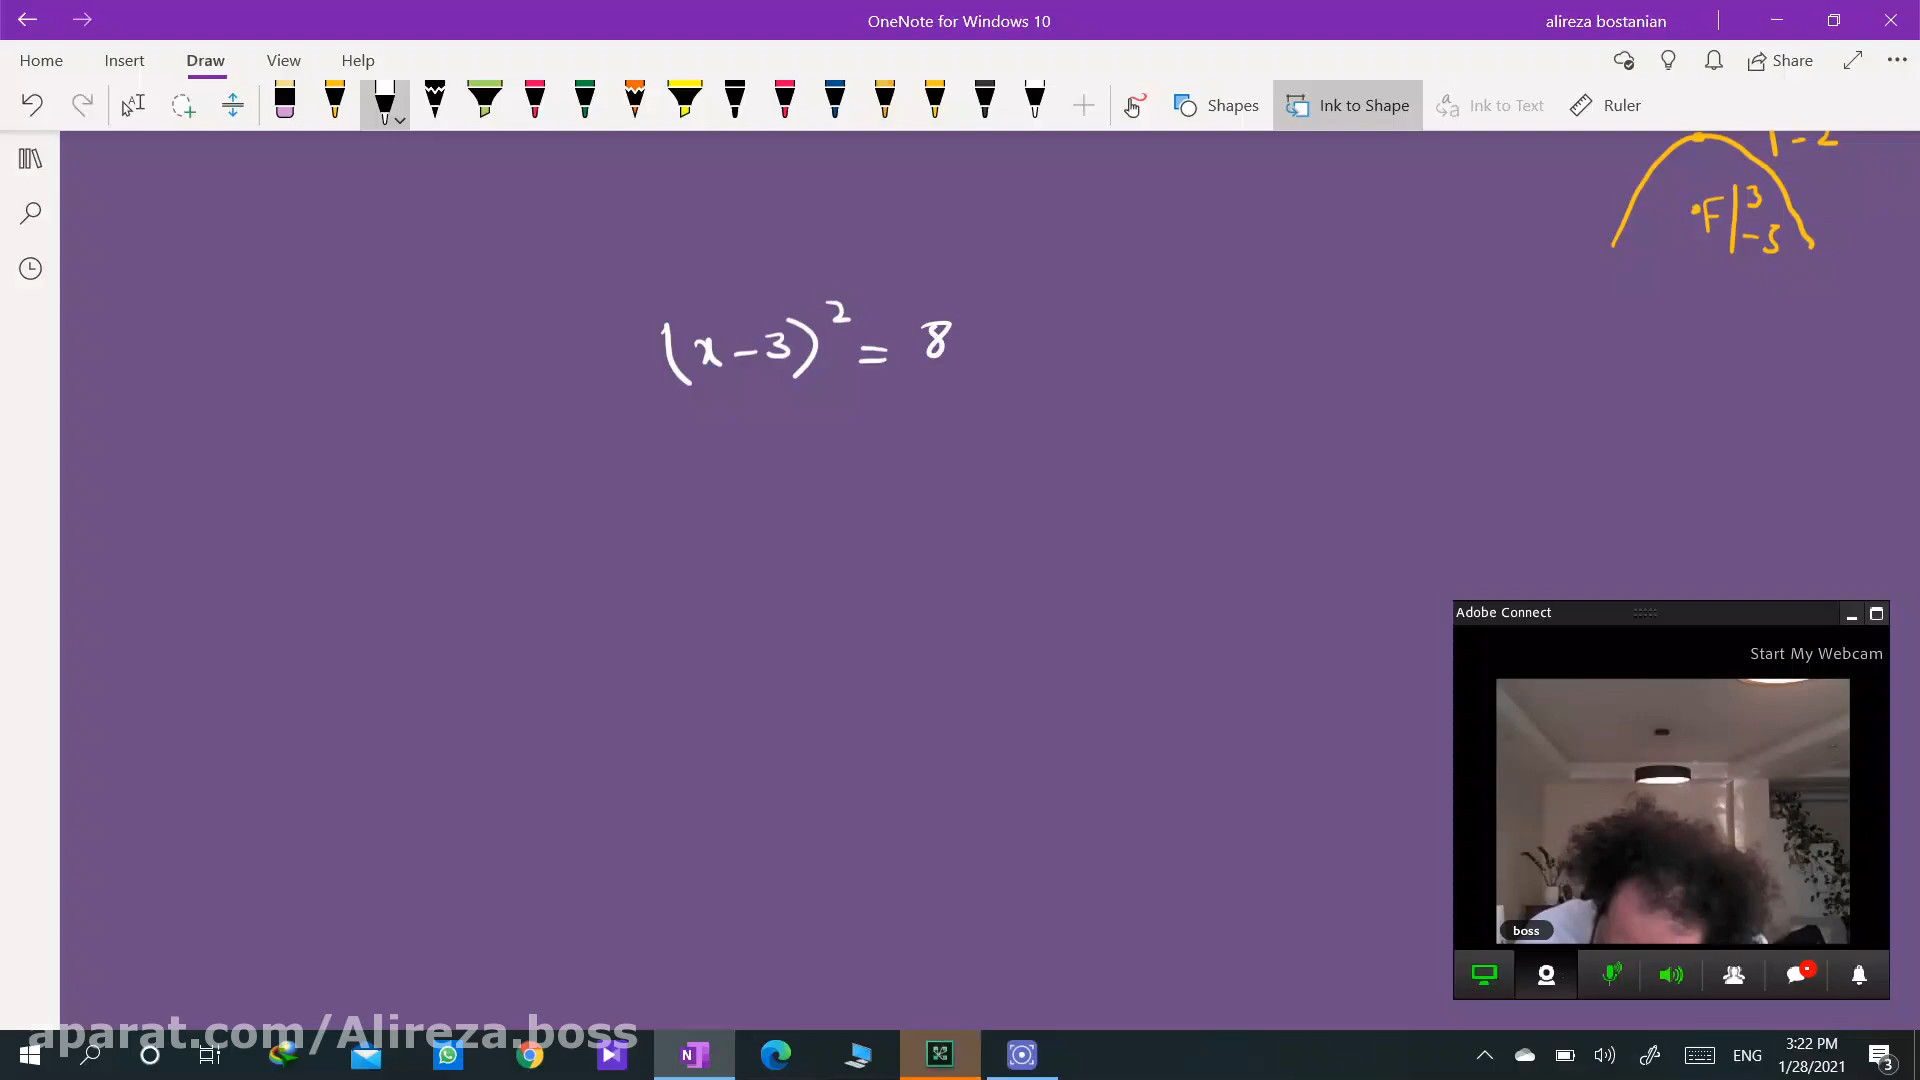 OneNote for Windows 10
alireza bostanian
Home Insert Draw View Help
Share
Shapes Ink to Shape Ink to Text Ruler
- 2
F 3
-3
(x-3)² = 8
Adobe Connect
Start My Webcam
boss
aparat.com/Alireza.boss
ENG
3:22 PM
1/28/2021
3